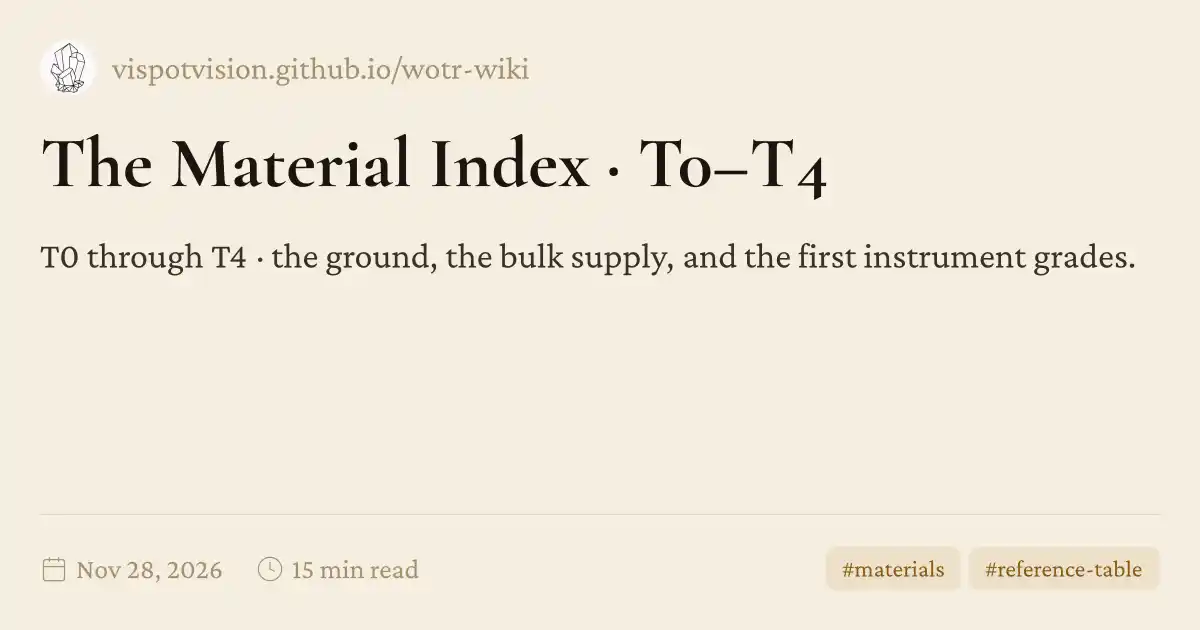 vispotvision.github.io/wotr-wiki
The Material Index · T0–T4
T0 through T4 · the ground, the bulk supply, and the first instrument grades.
Nov 28, 2026
15 min read
#materials
#reference-table